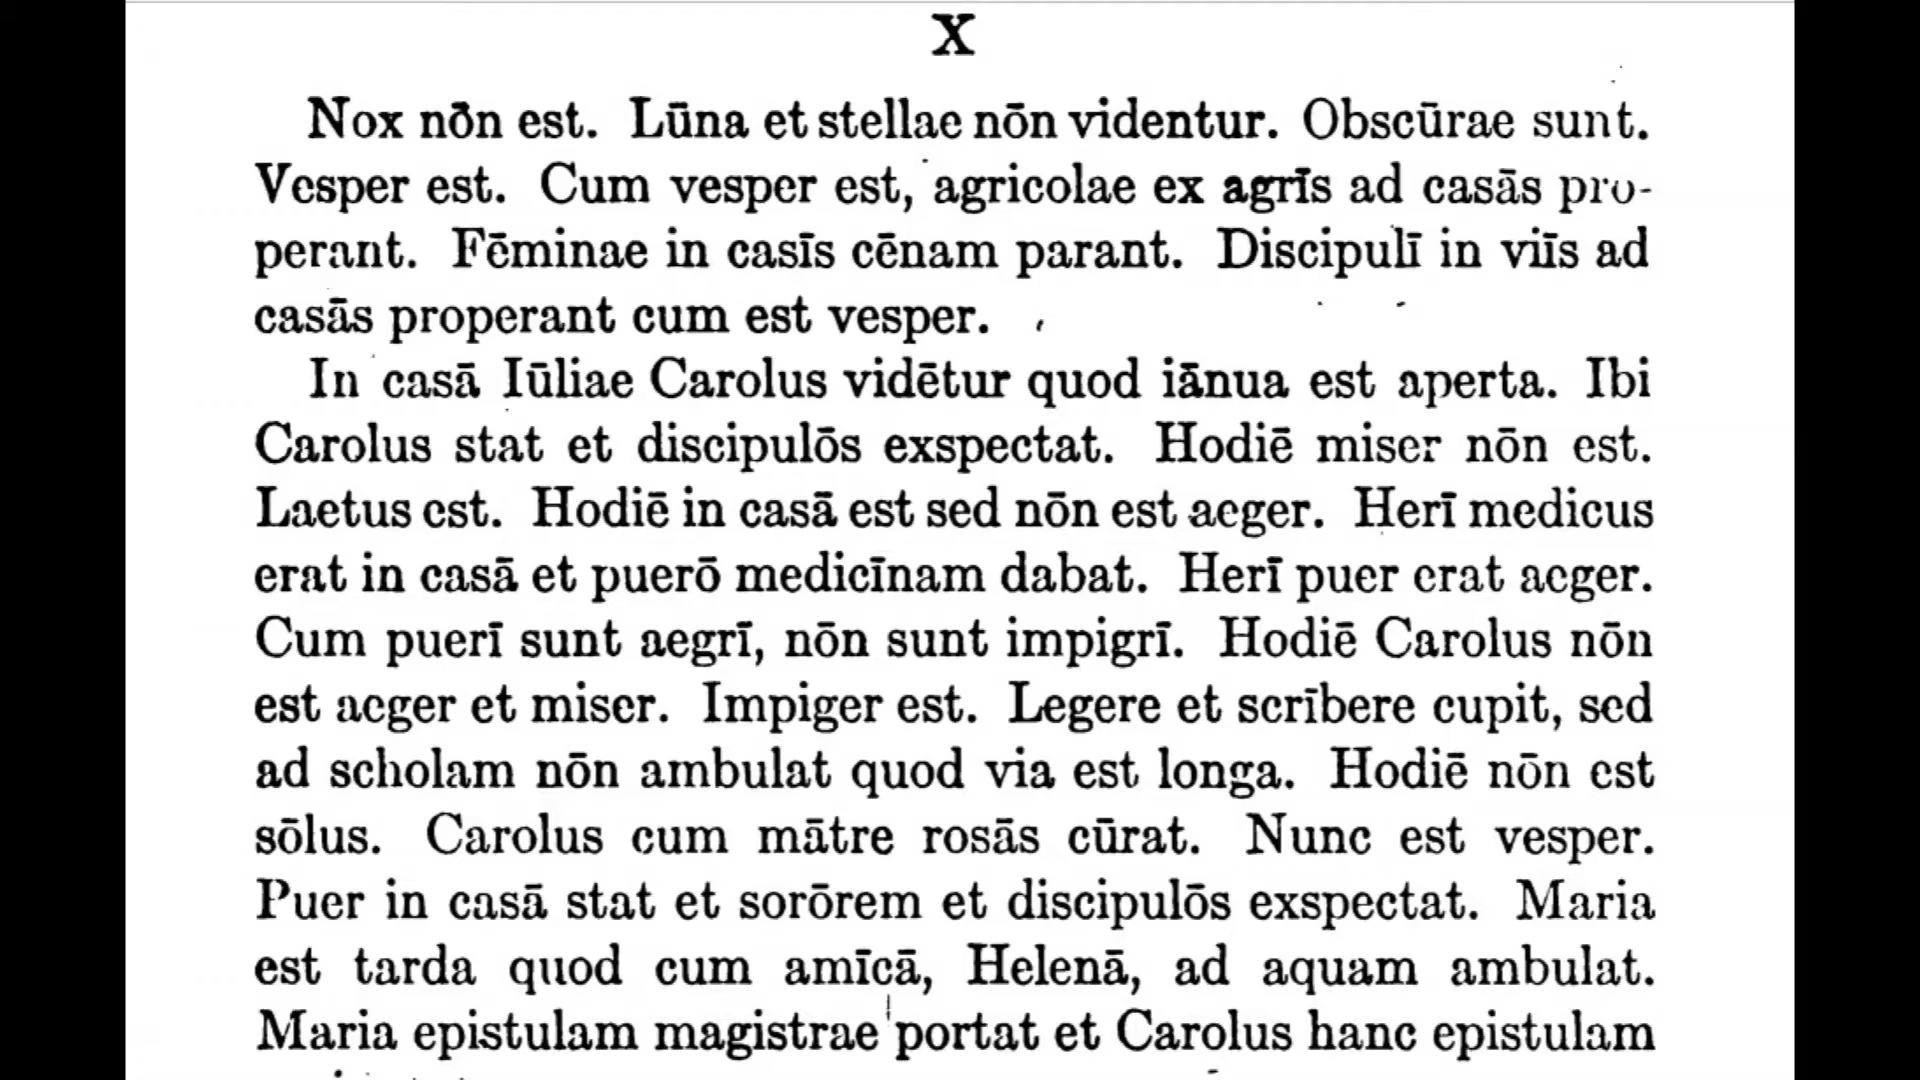 X
Nox nōn est. Lūna et stellae nōn videntur. Obscūrae sunt.
Vesper est. Cum vesper est, agricolae ex agrīs ad casās pro-
perant. Fēminae in casīs cēnam parant. Discipulī in viīs ad
casās properant cum est vesper.
In casā Iūliae Carolus vidētur quod iānua est aperta. Ibi
Carolus stat et discipulōs exspectat. Hodiē miser nōn est.
Laetus est. Hodiē in casā est sed nōn est aeger. Herī medicus
erat in casā et puerō medicīnam dabat. Herī puer erat aeger.
Cum puerī sunt aegrī, nōn sunt impigrī. Hodiē Carolus nōn
est aeger et miser. Impiger est. Legere et scrībere cupit, sed
ad scholam nōn ambulat quod via est longa. Hodiē nōn est
sōlus. Carolus cum mātre rosās cūrat. Nunc est vesper.
Puer in casā stat et sorōrem et discipulōs exspectat. Maria
est tarda quod cum amīcā, Helenā, ad aquam ambulat.
Maria epistulam magistrae portat et Carolus hanc epistulam